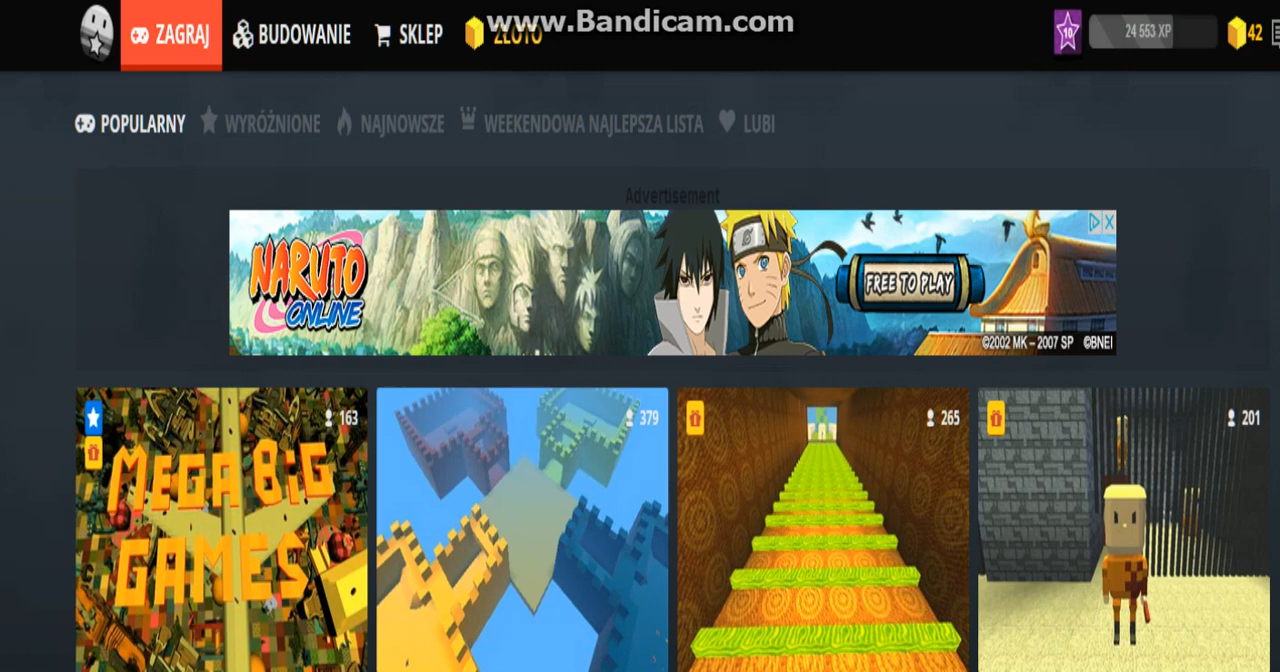 www.Bandicam.com
ZAGRAJ BUDOWANIE SKLEP ZŁOTO 10 24 553 XP 42
POPULARNY WYRÓŻNIONE NAJNOWSZE WEEKENDOWA NAJLEPSZA LISTA LUBI
Advertisement
NARUTO
ONLINE
FREE TO PLAY
©2002 MK – 2007 SP ©BNEI
163 379 265 201
MEGA BIG
GAMES